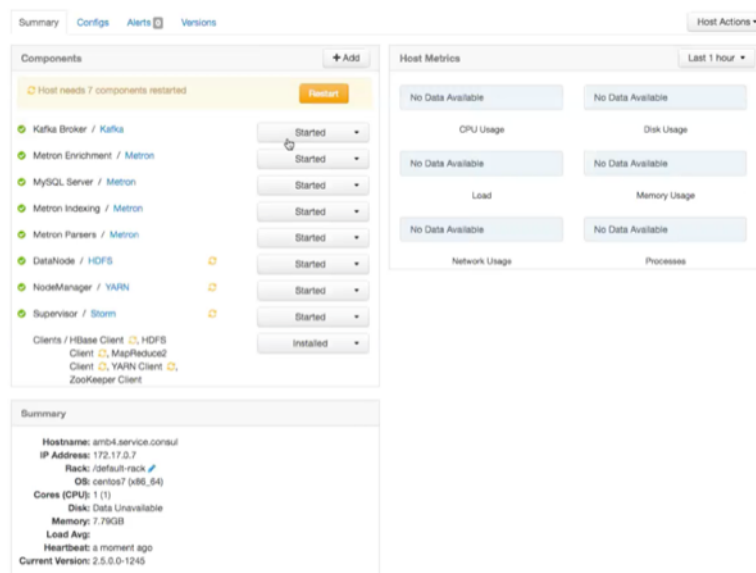 Summary Configs Alerts 0 Versions
Host Actions
Components
Add
Host needs 7 components restarted
Restart
Kafka Broker / Kafka Started
Metron Enrichment / Metron Started
MySQL Server / Metron Started
Metron Indexing / Metron Started
Metron Parsers / Metron Started
DataNode / HDFS Started
NodeManager / YARN Started
Supervisor / Storm Started
Clients / HBase Client , HDFS Installed
Client , MapReduce2
Client , YARN Client ,
ZooKeeper Client
Host Metrics
Last 1 hour
No Data Available No Data Available
CPU Usage Disk Usage
No Data Available No Data Available
Load Memory Usage
No Data Available No Data Available
Network Usage Processes
Summary
Hostname: amb4.service.consul
IP Address: 172.17.0.7
Rack: /default-rack
OS: centos7 (x86_64)
Cores (CPU): 1 (1)
Disk: Data Unavailable
Memory: 7.79GB
Load Avg:
Heartbeat: a moment ago
Current Version: 2.5.0.0-1245